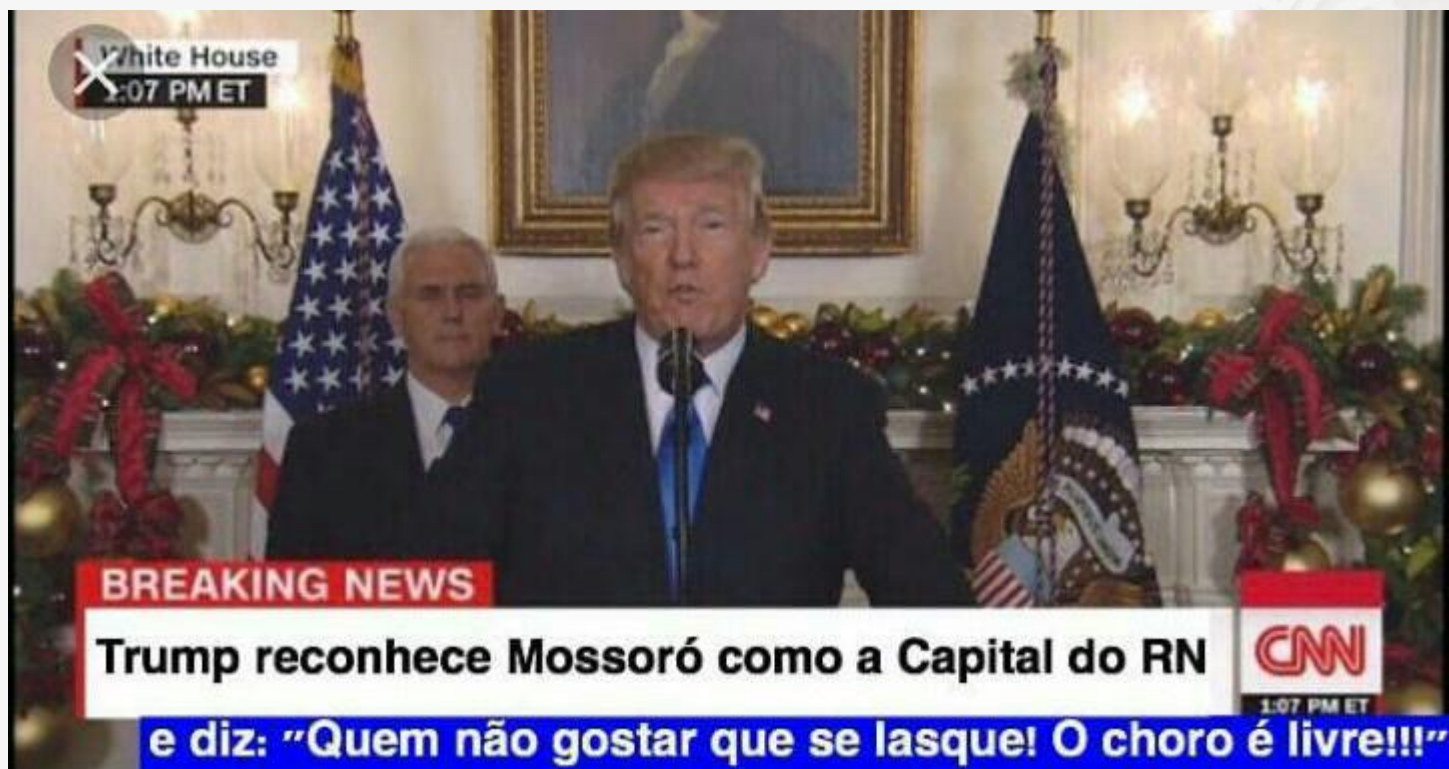 White House
1:07 PM ET
BREAKING NEWS
Trump reconhece Mossoró como a Capital do RN
CNN
1:07 PM ET
e diz: "Quem não gostar que se lasque! O choro é livre!!!"